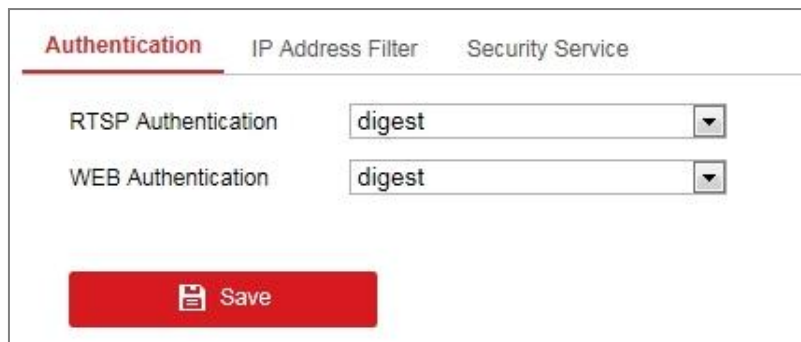 Authentication IP Address Filter Security Service
RTSP Authentication digest
WEB Authentication digest
Save